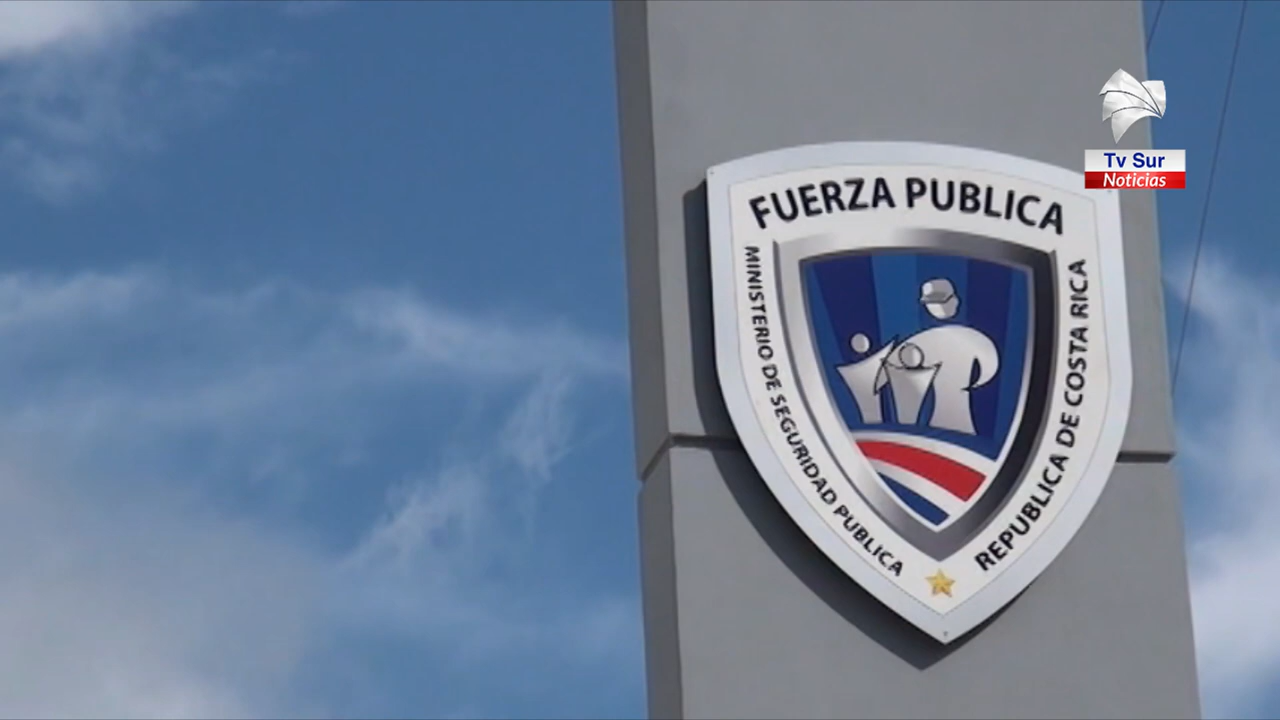 Tv Sur
Noticias
FUERZA PUBLICA
MINISTERIO DE SEGURIDAD PUBLICA
REPUBLICA DE COSTA RICA